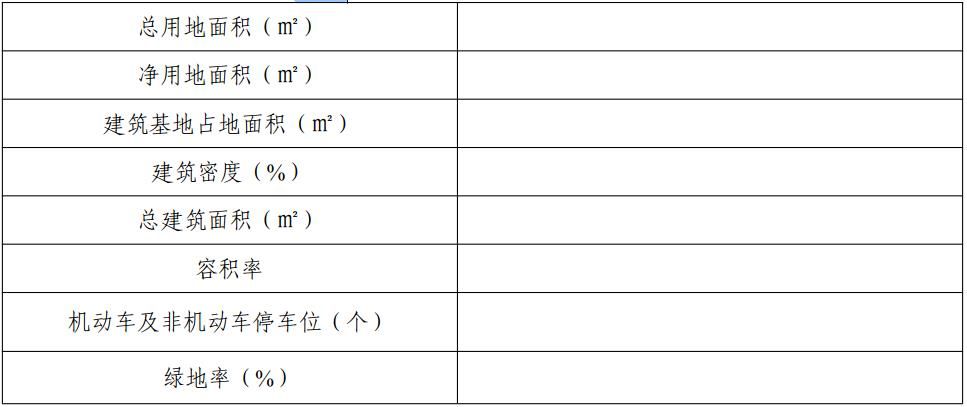 总用地面积（㎡）
净用地面积（㎡）
建筑基地占地面积（㎡）
建筑密度（%）
总建筑面积（㎡）
容积率
机动车及非机动车停车位（个）
绿地率（%）